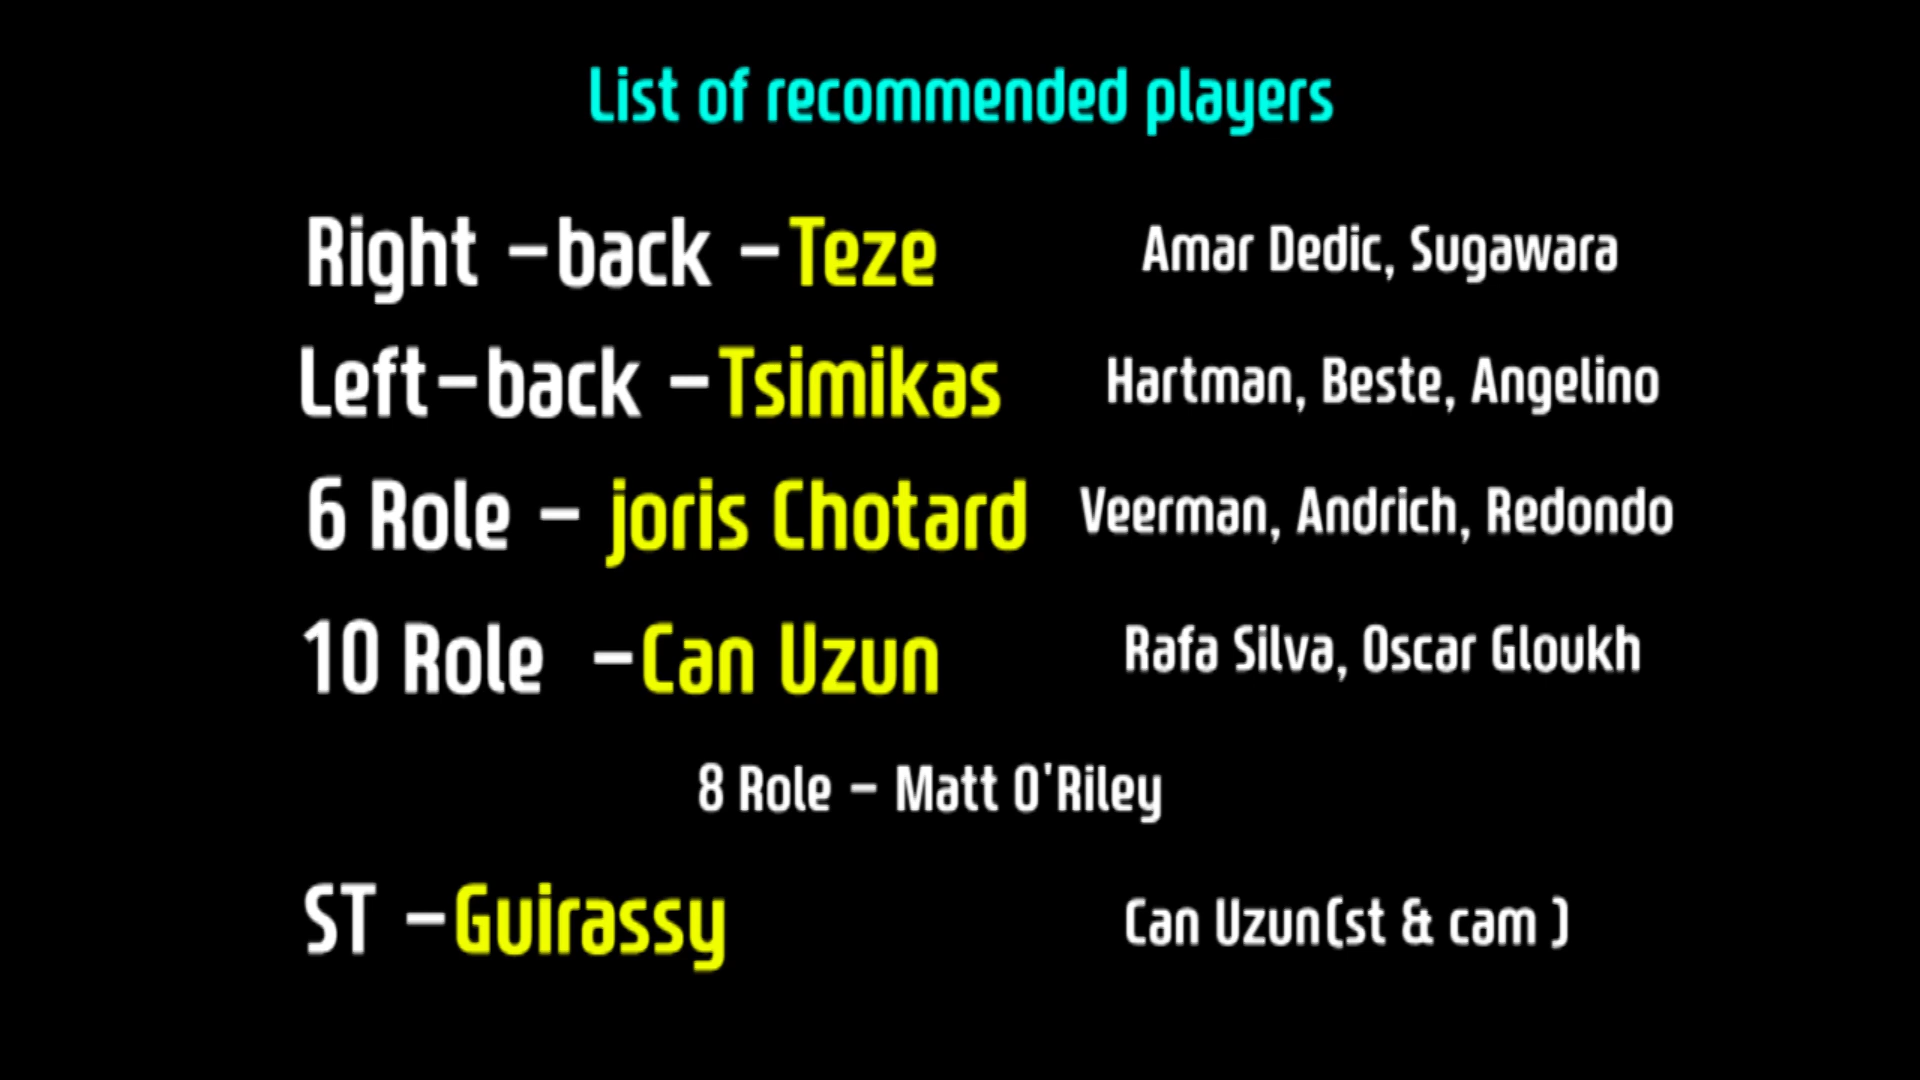 List of recommended players
Right -back -Teze Amar Dedic, Sugawara
Left-back -Tsimikas Hartman, Beste, Angelino
6 Role - joris Chotard Veerman, Andrich, Redondo
10 Role -Can Uzun Rafa Silva, Oscar Gloukh
8 Role - Matt O'Riley
ST -Guirassy Can Uzun(st & cam )